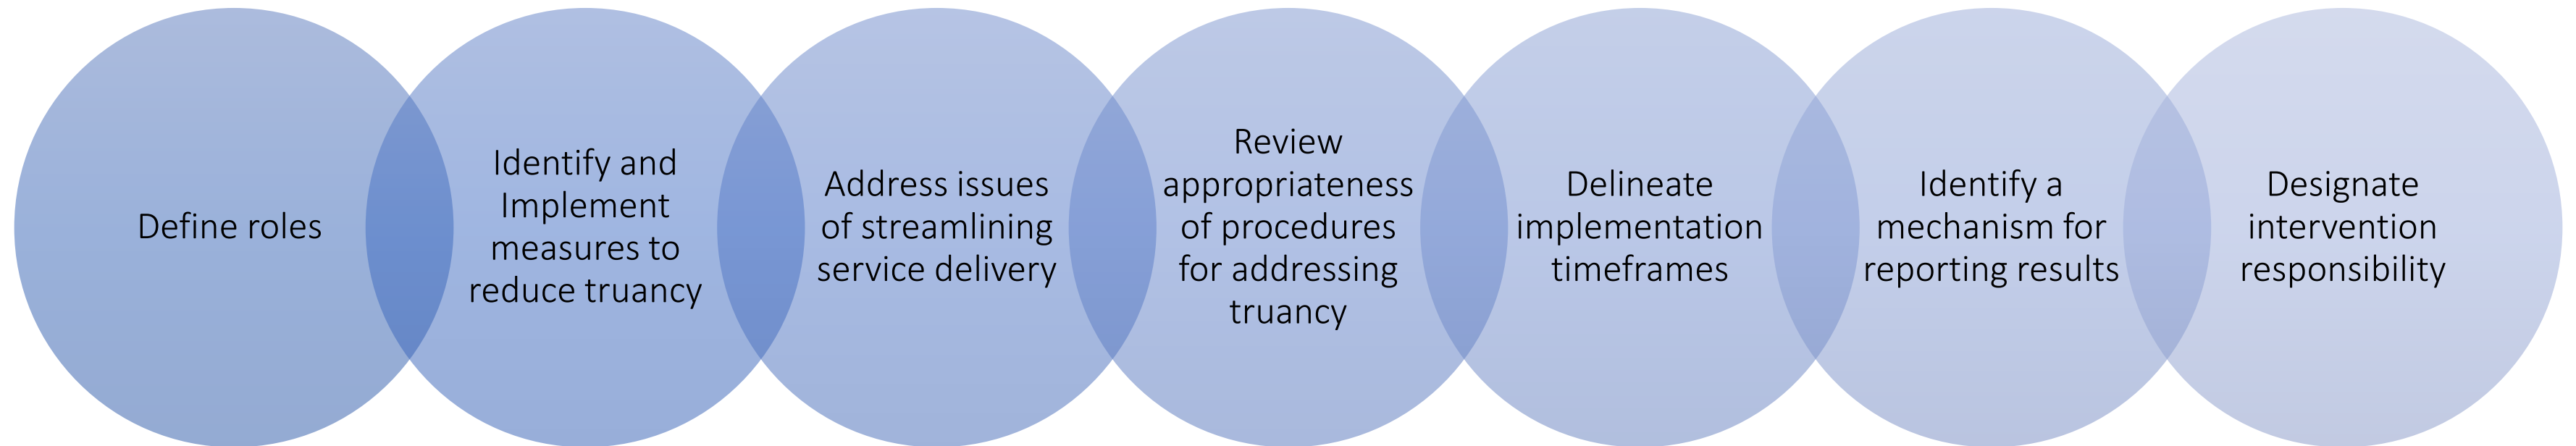 Define roles
Identify and
Implement
measures to
reduce truancy
Address issues
of streamlining
service delivery
Review
appropriateness
of procedures
for addressing
truancy
Delineate
implementation
timeframes
Identify a
mechanism for
reporting results
Designate
intervention
responsibility